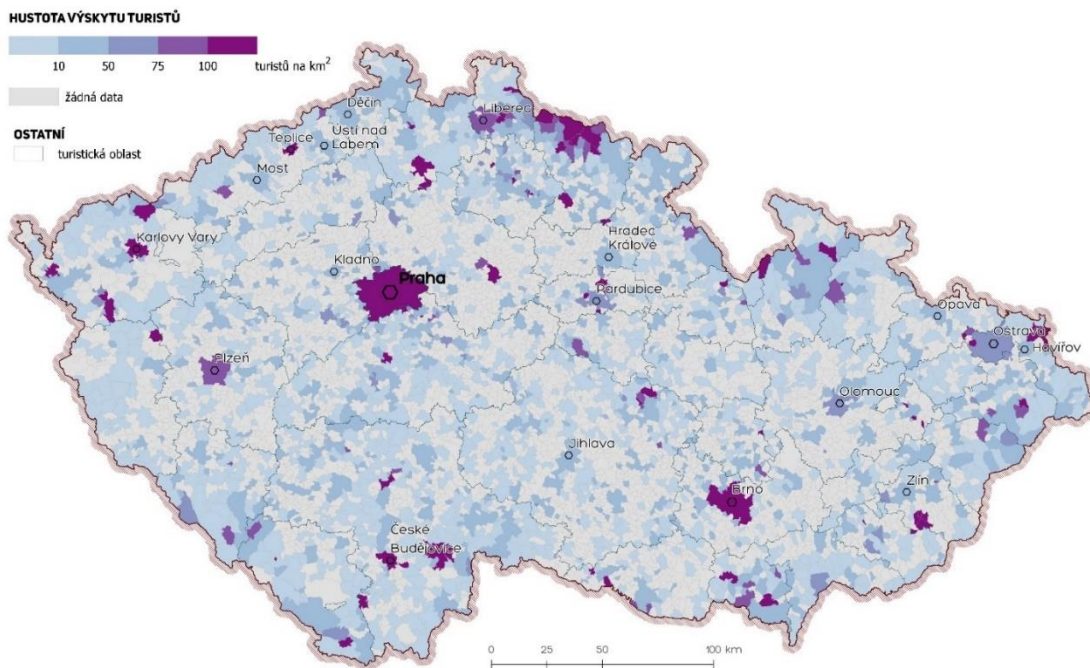 HUSTOTA VÝSKYTU TURISTŮ
10 50 75 100 turistů na km²
žádná data
OSTATNÍ
turistická oblast
Děčín
Liberec
Ústí nad
Labem
Teplice
Most
Karlovy Vary
Kladno
Praha
Hradec
Králové
Pardubice
Opava
Ostrava
Havířov
Plzeň
Olomouc
Jihlava
Brno
Zlín
České
Budějovice
0 25 50 100 km